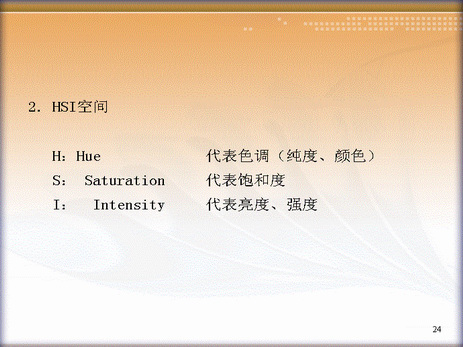 2. HSI空间
H: Hue 代表色调（纯度、颜色）
S: Saturation 代表饱和度
I: Intensity 代表亮度、强度
24